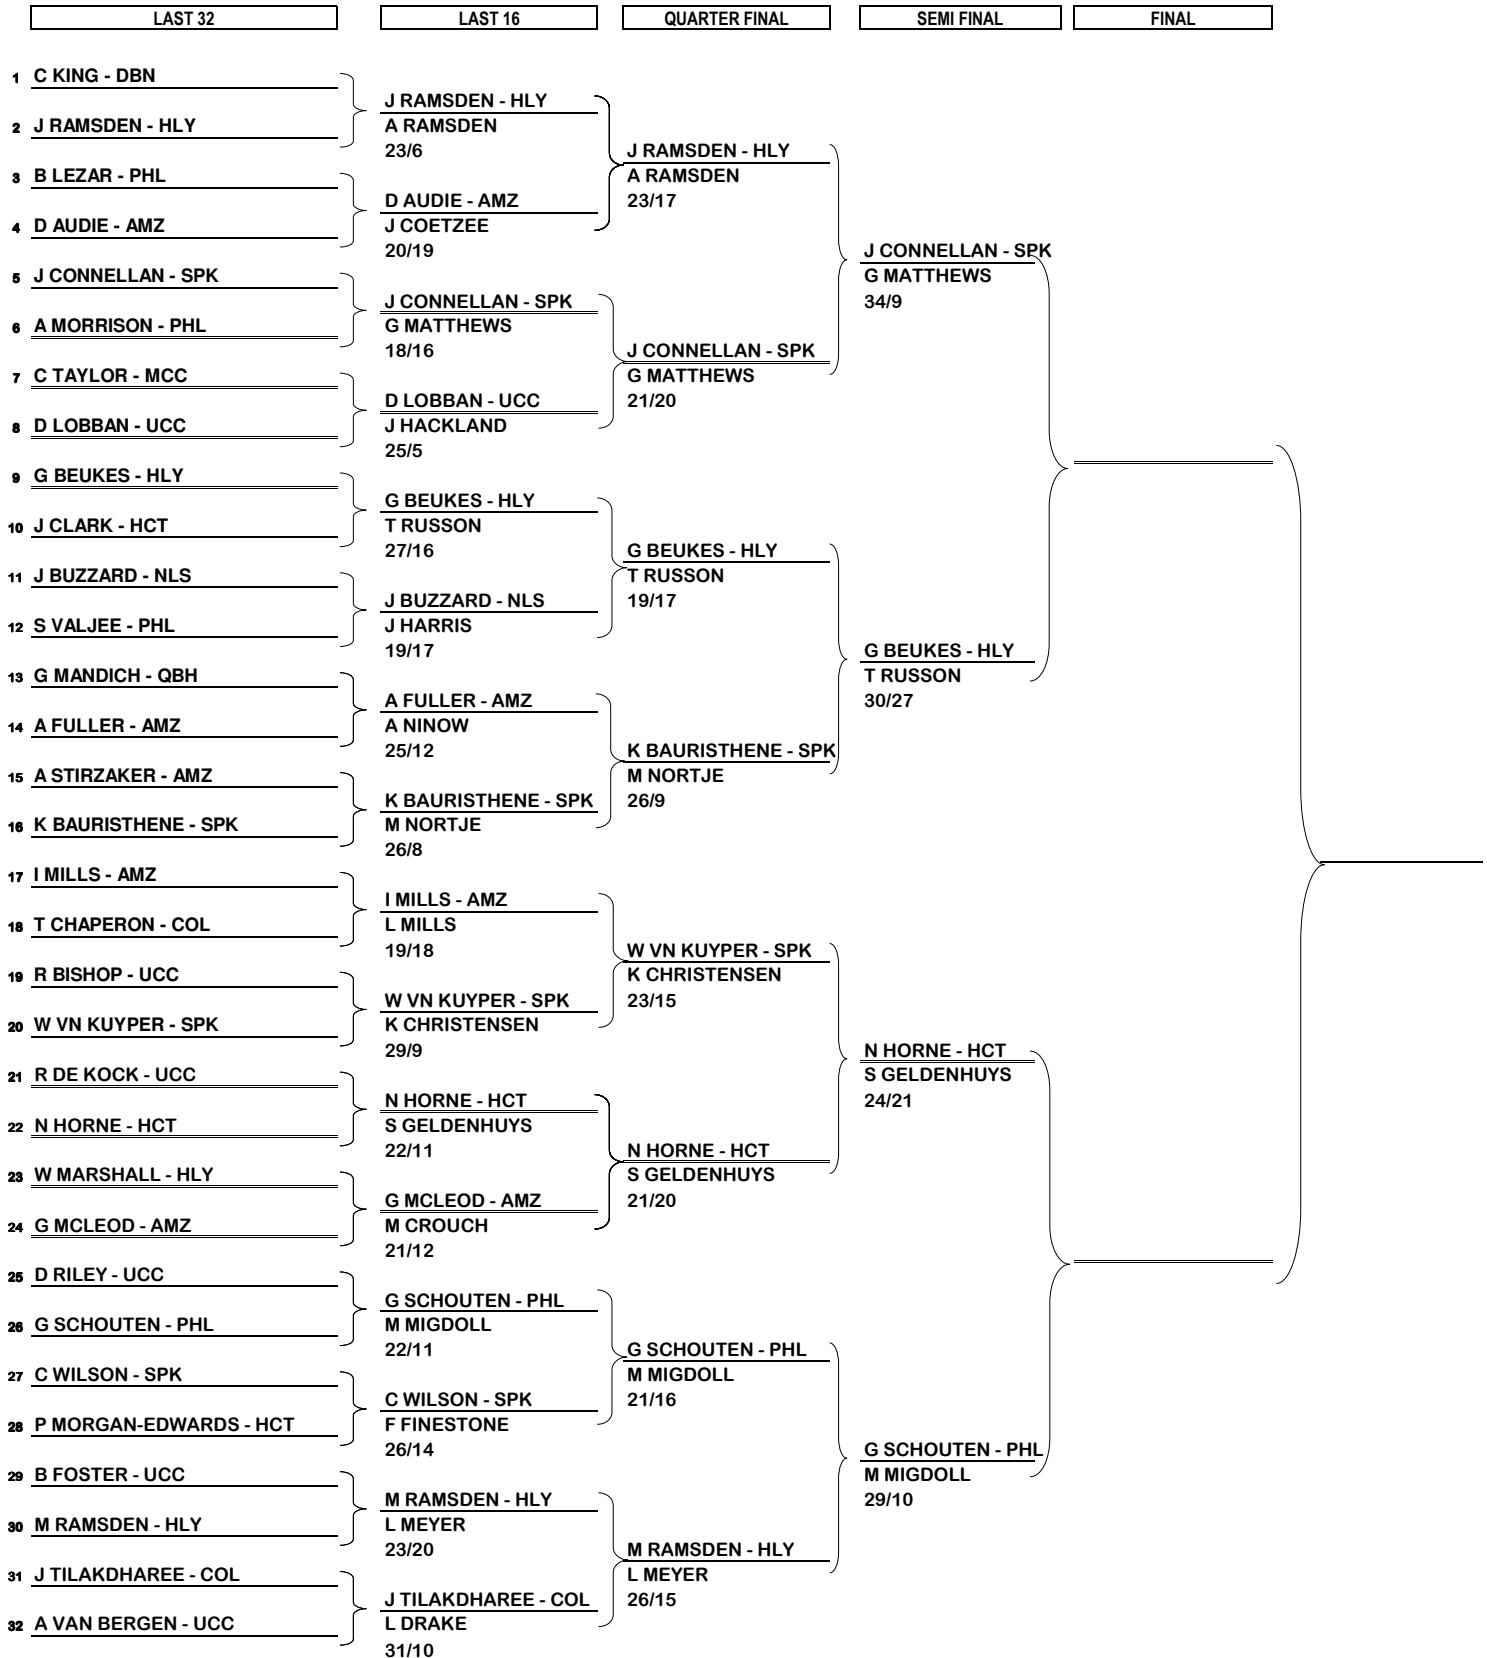 LAST 32
LAST 16
QUARTER FINAL
SEMI FINAL
FINAL
1 C KING - DBN
2 J RAMSDEN - HLY
3 B LEZAR - PHL
4 D AUDIE - AMZ
5 J CONNELLAN - SPK
6 A MORRISON - PHL
7 C TAYLOR - MCC
8 D LOBBAN - UCC
9 G BEUKES - HLY
10 J CLARK - HCT
11 J BUZZARD - NLS
12 S VALJEE - PHL
13 G MANDICH - QBH
14 A FULLER - AMZ
15 A STIRZAKER - AMZ
16 K BAURISTHENE - SPK
17 I MILLS - AMZ
18 T CHAPERON - COL
19 R BISHOP - UCC
20 W VN KUYPER - SPK
21 R DE KOCK - UCC
22 N HORNE - HCT
23 W MARSHALL - HLY
24 G MCLEOD - AMZ
25 D RILEY - UCC
26 G SCHOUTEN - PHL
27 C WILSON - SPK
28 P MORGAN-EDWARDS - HCT
29 B FOSTER - UCC
30 M RAMSDEN - HLY
31 J TILAKDHAREE - COL
32 A VAN BERGEN - UCC
J RAMSDEN - HLY
A RAMSDEN
23/6
D AUDIE - AMZ
J COETZEE
20/19
J CONNELLAN - SPK
G MATTHEWS
18/16
D LOBBAN - UCC
J HACKLAND
25/5
G BEUKES - HLY
T RUSSON
27/16
J BUZZARD - NLS
J HARRIS
19/17
A FULLER - AMZ
A NINOW
25/12
K BAURISTHENE - SPK
M NORTJE
26/8
I MILLS - AMZ
L MILLS
19/18
W VN KUYPER - SPK
K CHRISTENSEN
29/9
N HORNE - HCT
S GELDENHUYS
22/11
G MCLEOD - AMZ
M CROUCH
21/12
G SCHOUTEN - PHL
M MIGDOLL
22/11
C WILSON - SPK
F FINESTONE
26/14
M RAMSDEN - HLY
L MEYER
23/20
J TILAKDHAREE - COL
L DRAKE
31/10
J RAMSDEN - HLY
A RAMSDEN
23/17
J CONNELLAN - SPK
G MATTHEWS
21/20
G BEUKES - HLY
T RUSSON
19/17
K BAURISTHENE - SPK
M NORTJE
26/9
W VN KUYPER - SPK
K CHRISTENSEN
23/15
N HORNE - HCT
S GELDENHUYS
21/20
G SCHOUTEN - PHL
M MIGDOLL
21/16
M RAMSDEN - HLY
L MEYER
26/15
J CONNELLAN - SPK
G MATTHEWS
34/9
G BEUKES - HLY
T RUSSON
30/27
N HORNE - HCT
S GELDENHUYS
24/21
G SCHOUTEN - PHL
M MIGDOLL
29/10